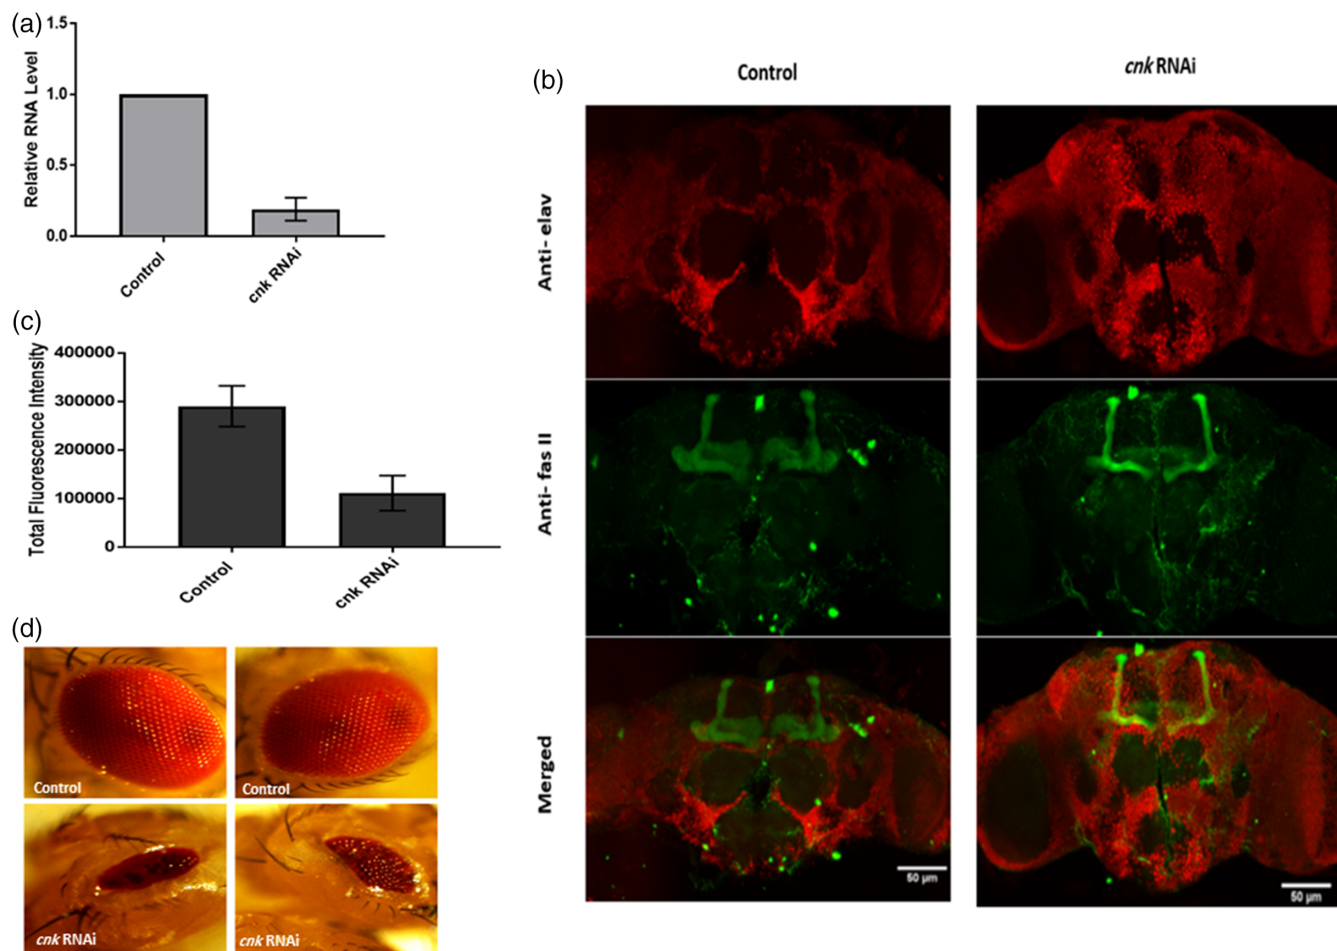 (a)
1.5
1.0
0.5
0.0
Relative RNA Level
Control
cnk RNAi
(b)
Control
cnk RNAi
Anti- elav
Anti- fas II
Merged
50 µm
50 µm
(c)
400000
300000
200000
100000
0
Total Fluorescence Intensity
Control
cnk RNAi
(d)
Control
Control
cnk RNAi
cnk RNAi